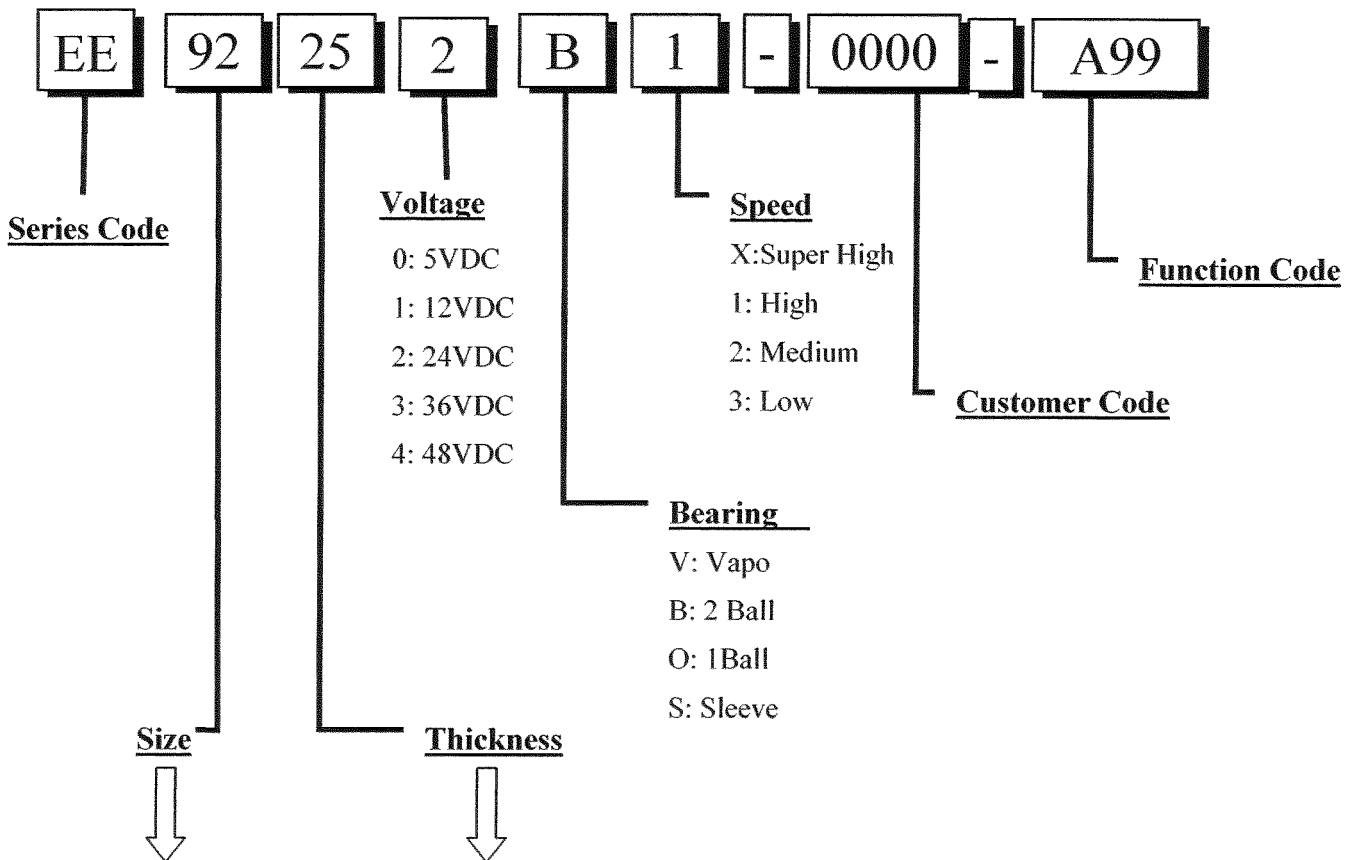 EE 92 25 2 B 1 - 0000 - A99
Series Code
Voltage
0: 5VDC
1: 12VDC
2: 24VDC
3: 36VDC
4: 48VDC
Speed
X:Super High
1: High
2: Medium
3: Low
Function Code
Customer Code
Bearing
V: Vapo
B: 2 Ball
O: 1Ball
S: Sleeve
Size
Thickness